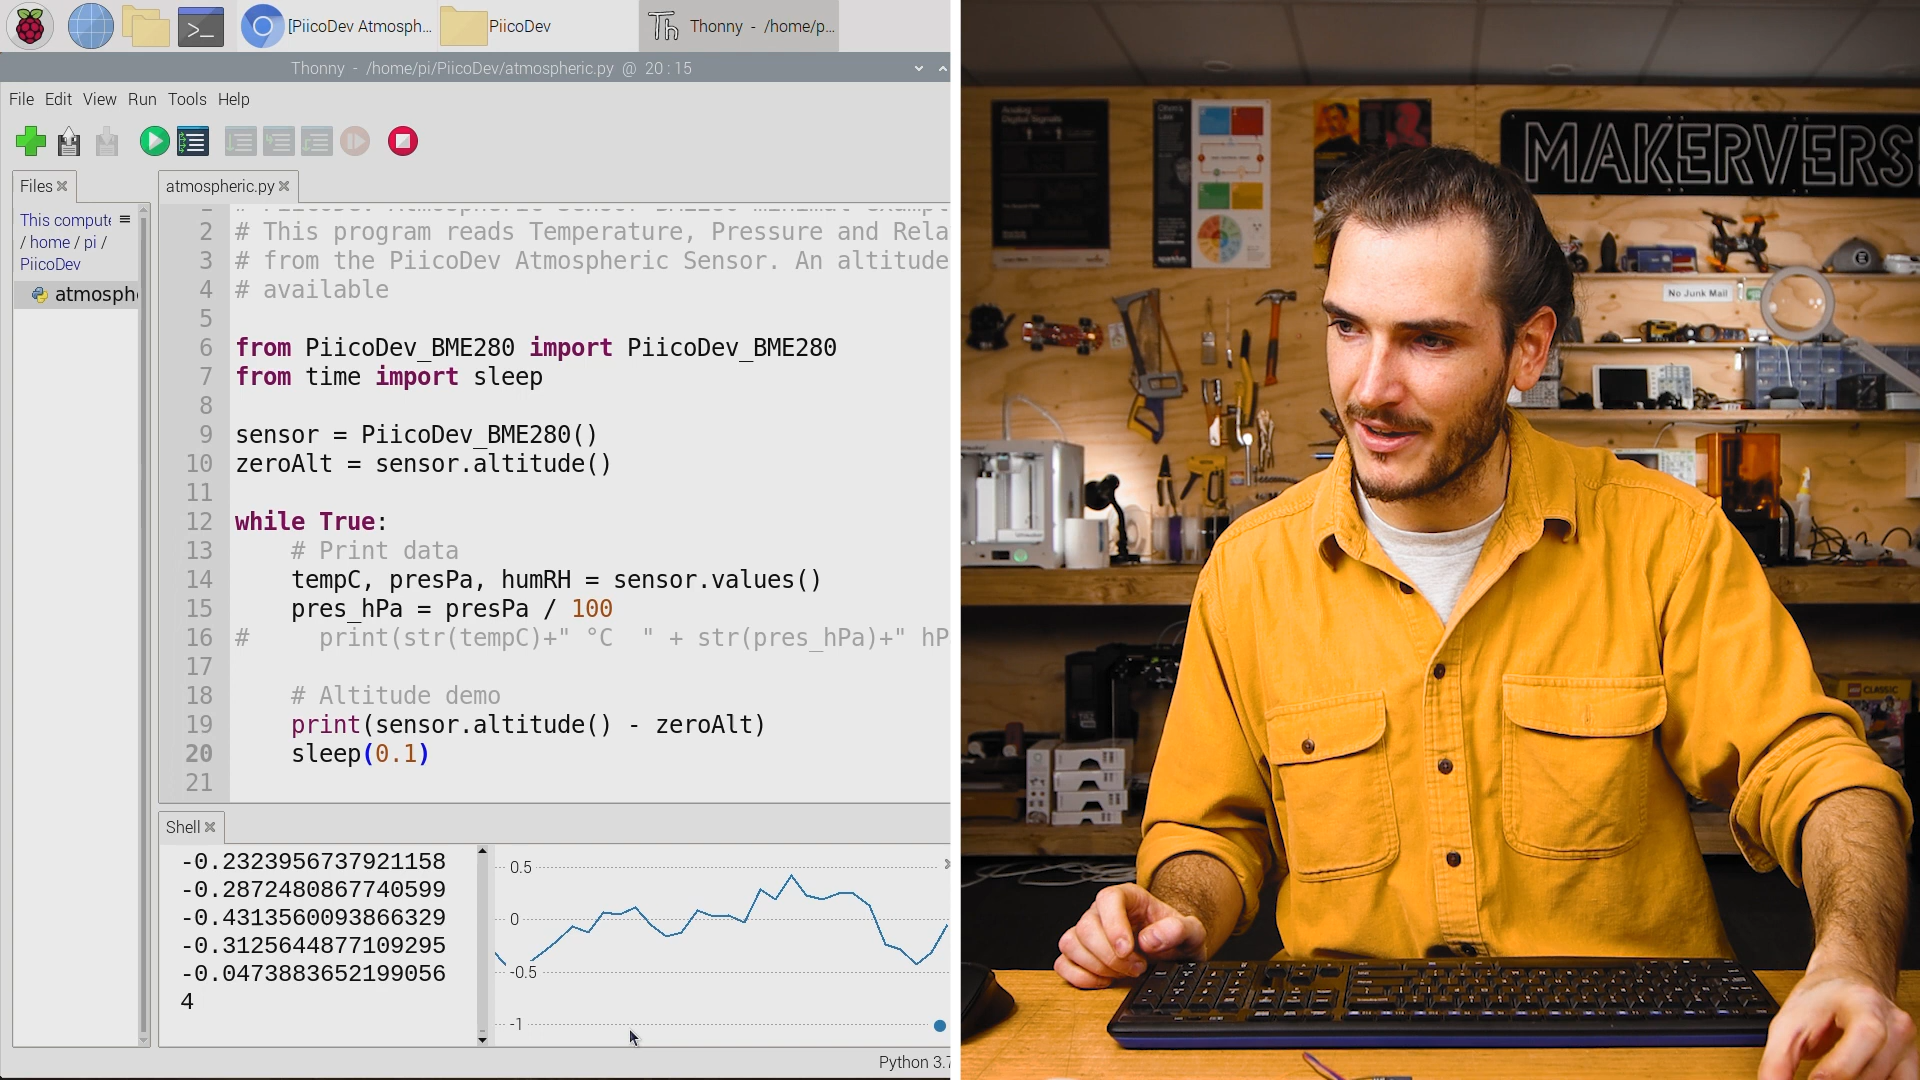 [PiicoDev Atmosph...
PiicoDev
Thonny - /home/p...
Thonny - /home/pi/PiicoDev/atmospheric.py @ 20 : 15
File Edit View Run Tools Help
Files
atmospheric.py
This compute
/ home / pi /
PiicoDev
atmosph
2 # This program reads Temperature, Pressure and Rela
3 # from the PiicoDev Atmospheric Sensor. An altitude
4 # available
5
6 from PiicoDev_BME280 import PiicoDev_BME280
7 from time import sleep
8
9 sensor = PiicoDev_BME280()
10 zeroAlt = sensor.altitude()
11
12 while True:
13 # Print data
14 tempC, presPa, humRH = sensor.values()
15 pres_hPa = presPa / 100
16 # print(str(tempC)+" °C " + str(pres_hPa)+" hP
17
18 # Altitude demo
19 print(sensor.altitude() - zeroAlt)
20 sleep(0.1)
21
Shell
-0.2323956737921158
-0.2872480867740599
-0.4313560093866329
-0.3125644877109295
-0.0473883652199056
4
0.5
0
-0.5
-1
Python 3.7
MAKERVERS
Analog
Digital Signals
Ohm's
Law
No Junk Mail
CLASSIC